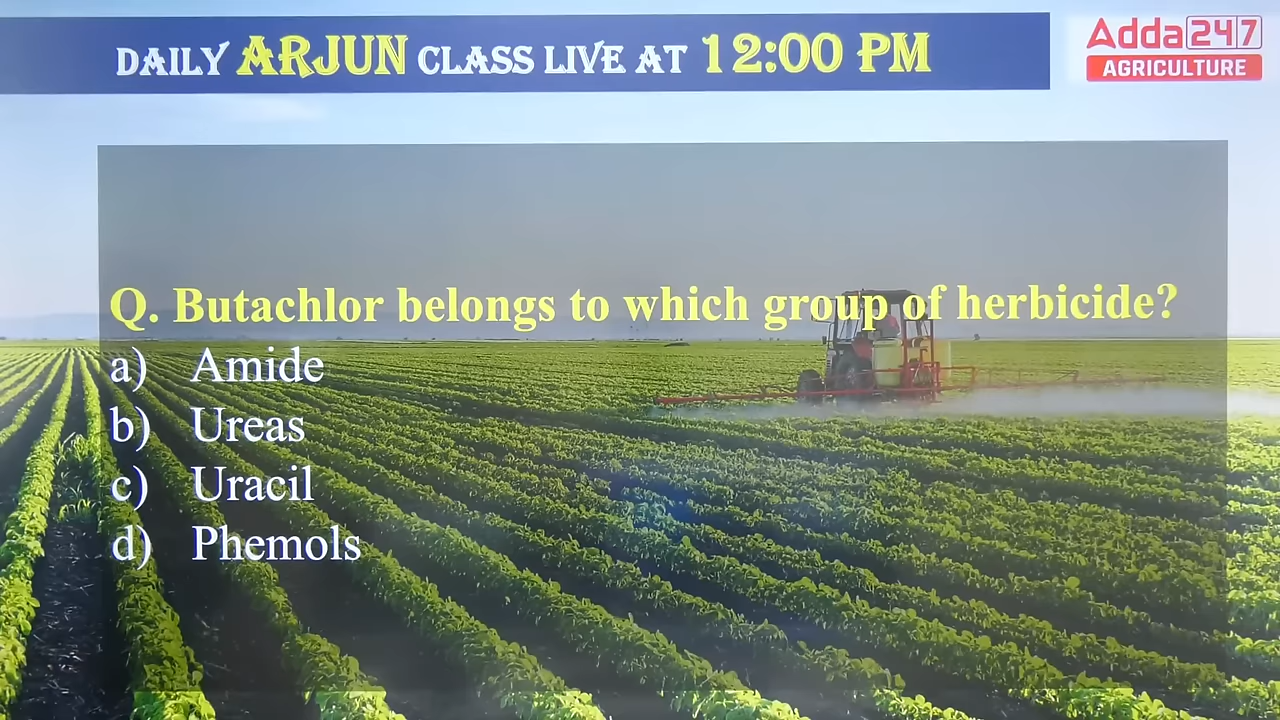 DAILY ARJUN CLASS LIVE AT 12:00 PM
Adda247
AGRICULTURE
Q. Butachlor belongs to which group of herbicide?
a) Amide
b) Ureas
c) Uracil
d) Phemols